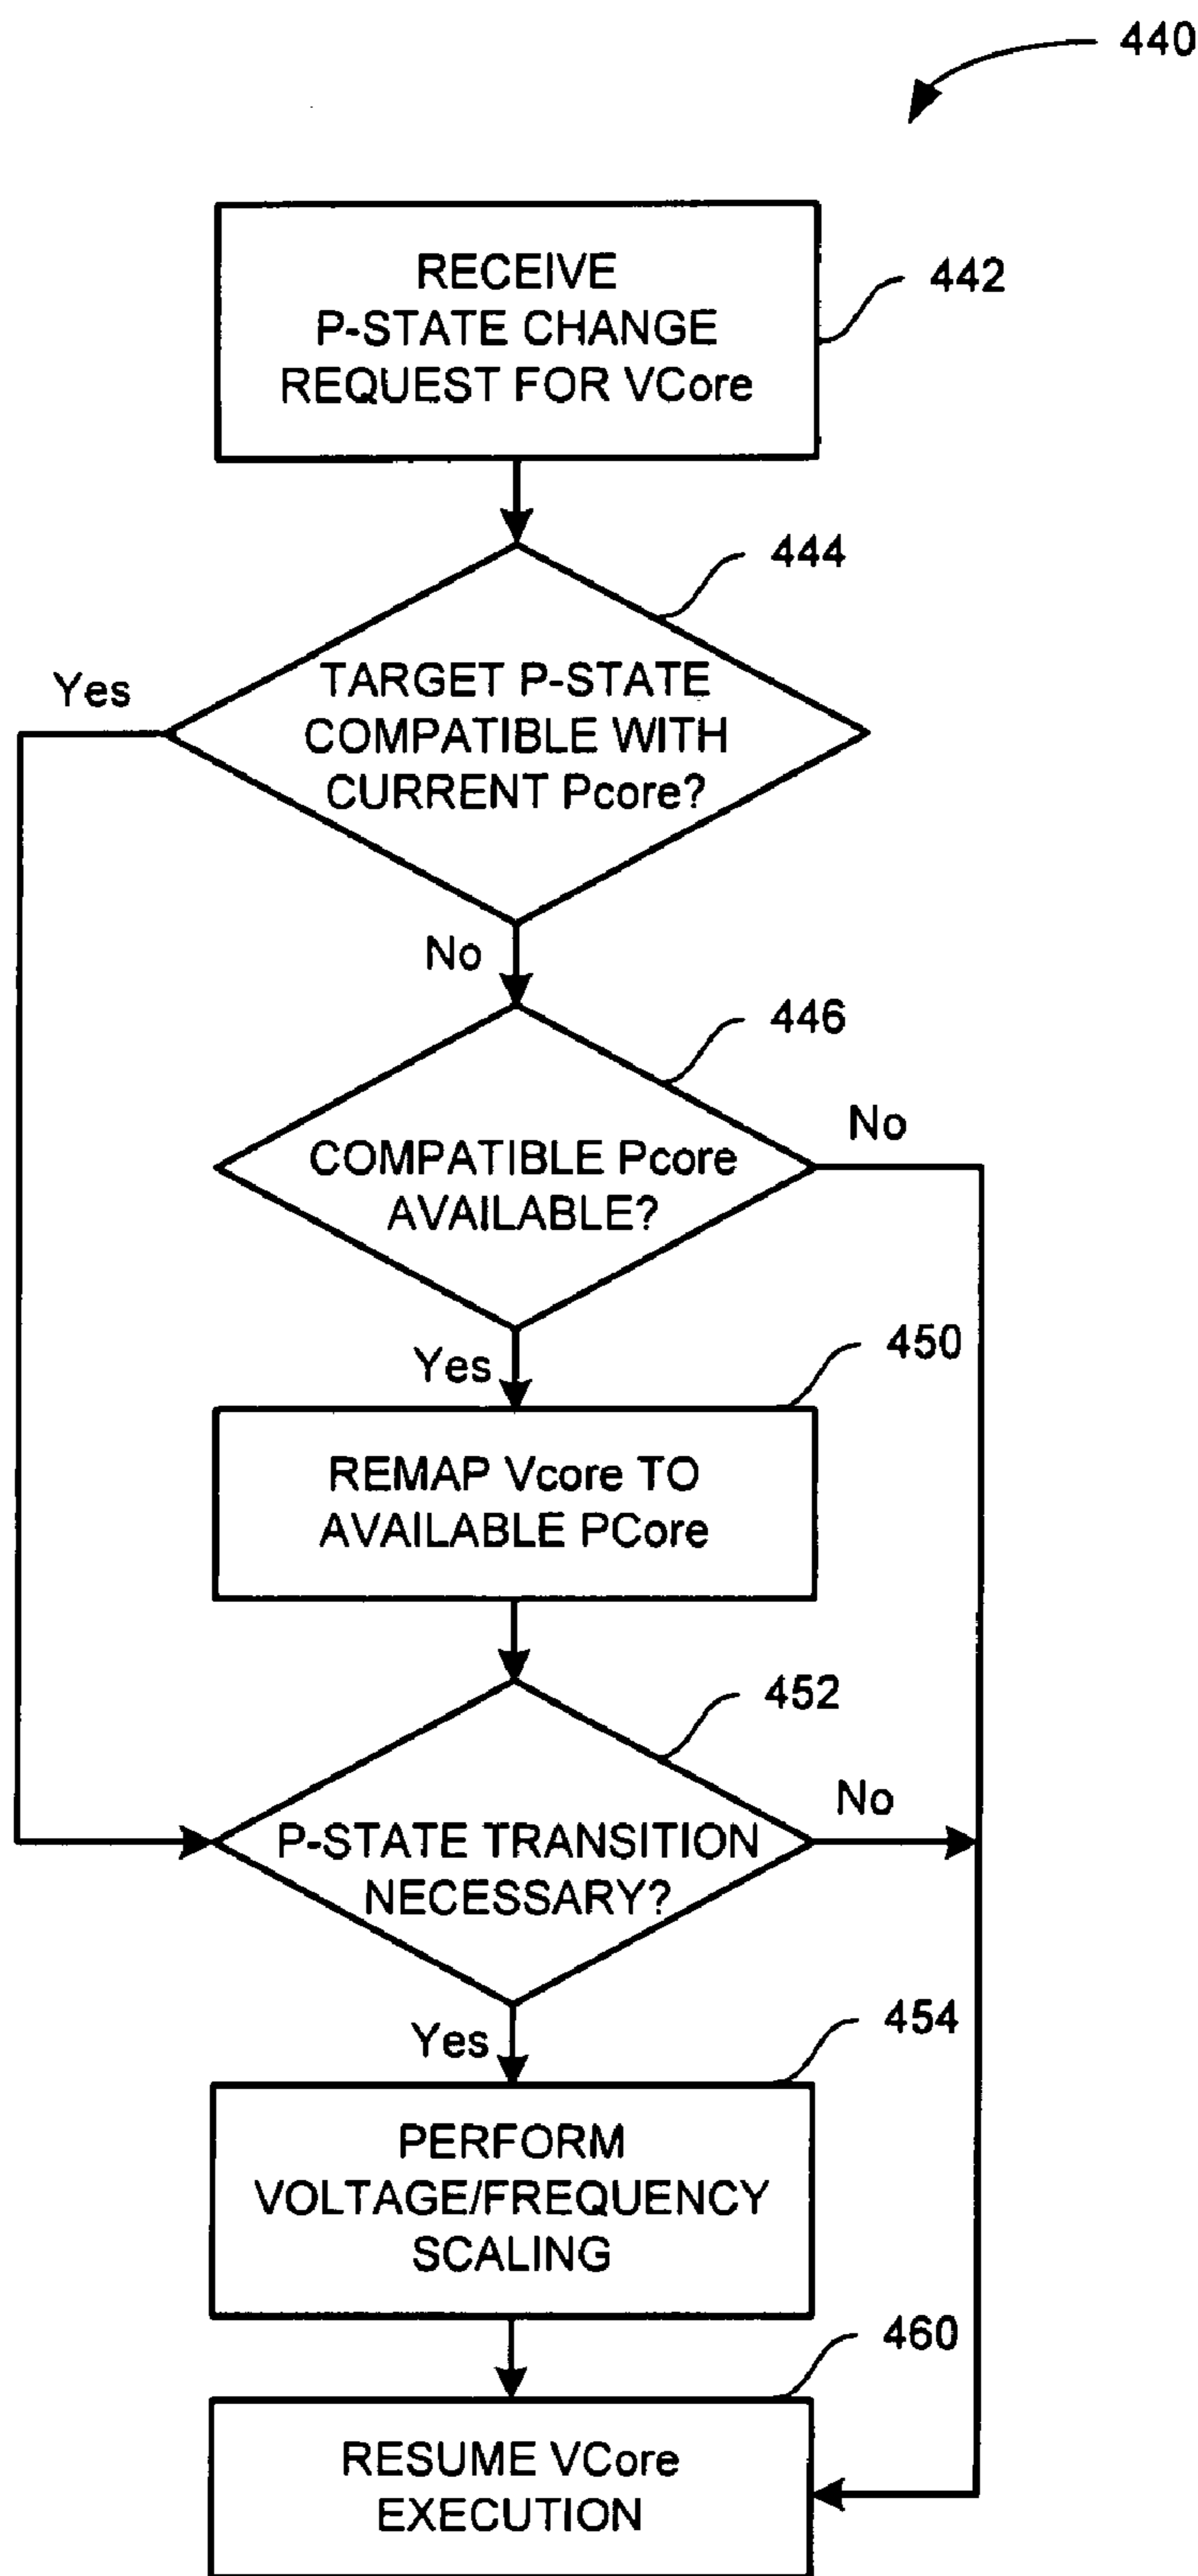 440
RECEIVE
P-STATE CHANGE
REQUEST FOR VCore
442
444
Yes
TARGET P-STATE
COMPATIBLE WITH
CURRENT Pcore?
No
446
No
COMPATIBLE Pcore
AVAILABLE?
Yes
450
REMAP Vcore TO
AVAILABLE PCore
452
No
P-STATE TRANSITION
NECESSARY?
Yes
454
PERFORM
VOLTAGE/FREQUENCY
SCALING
460
RESUME VCore
EXECUTION